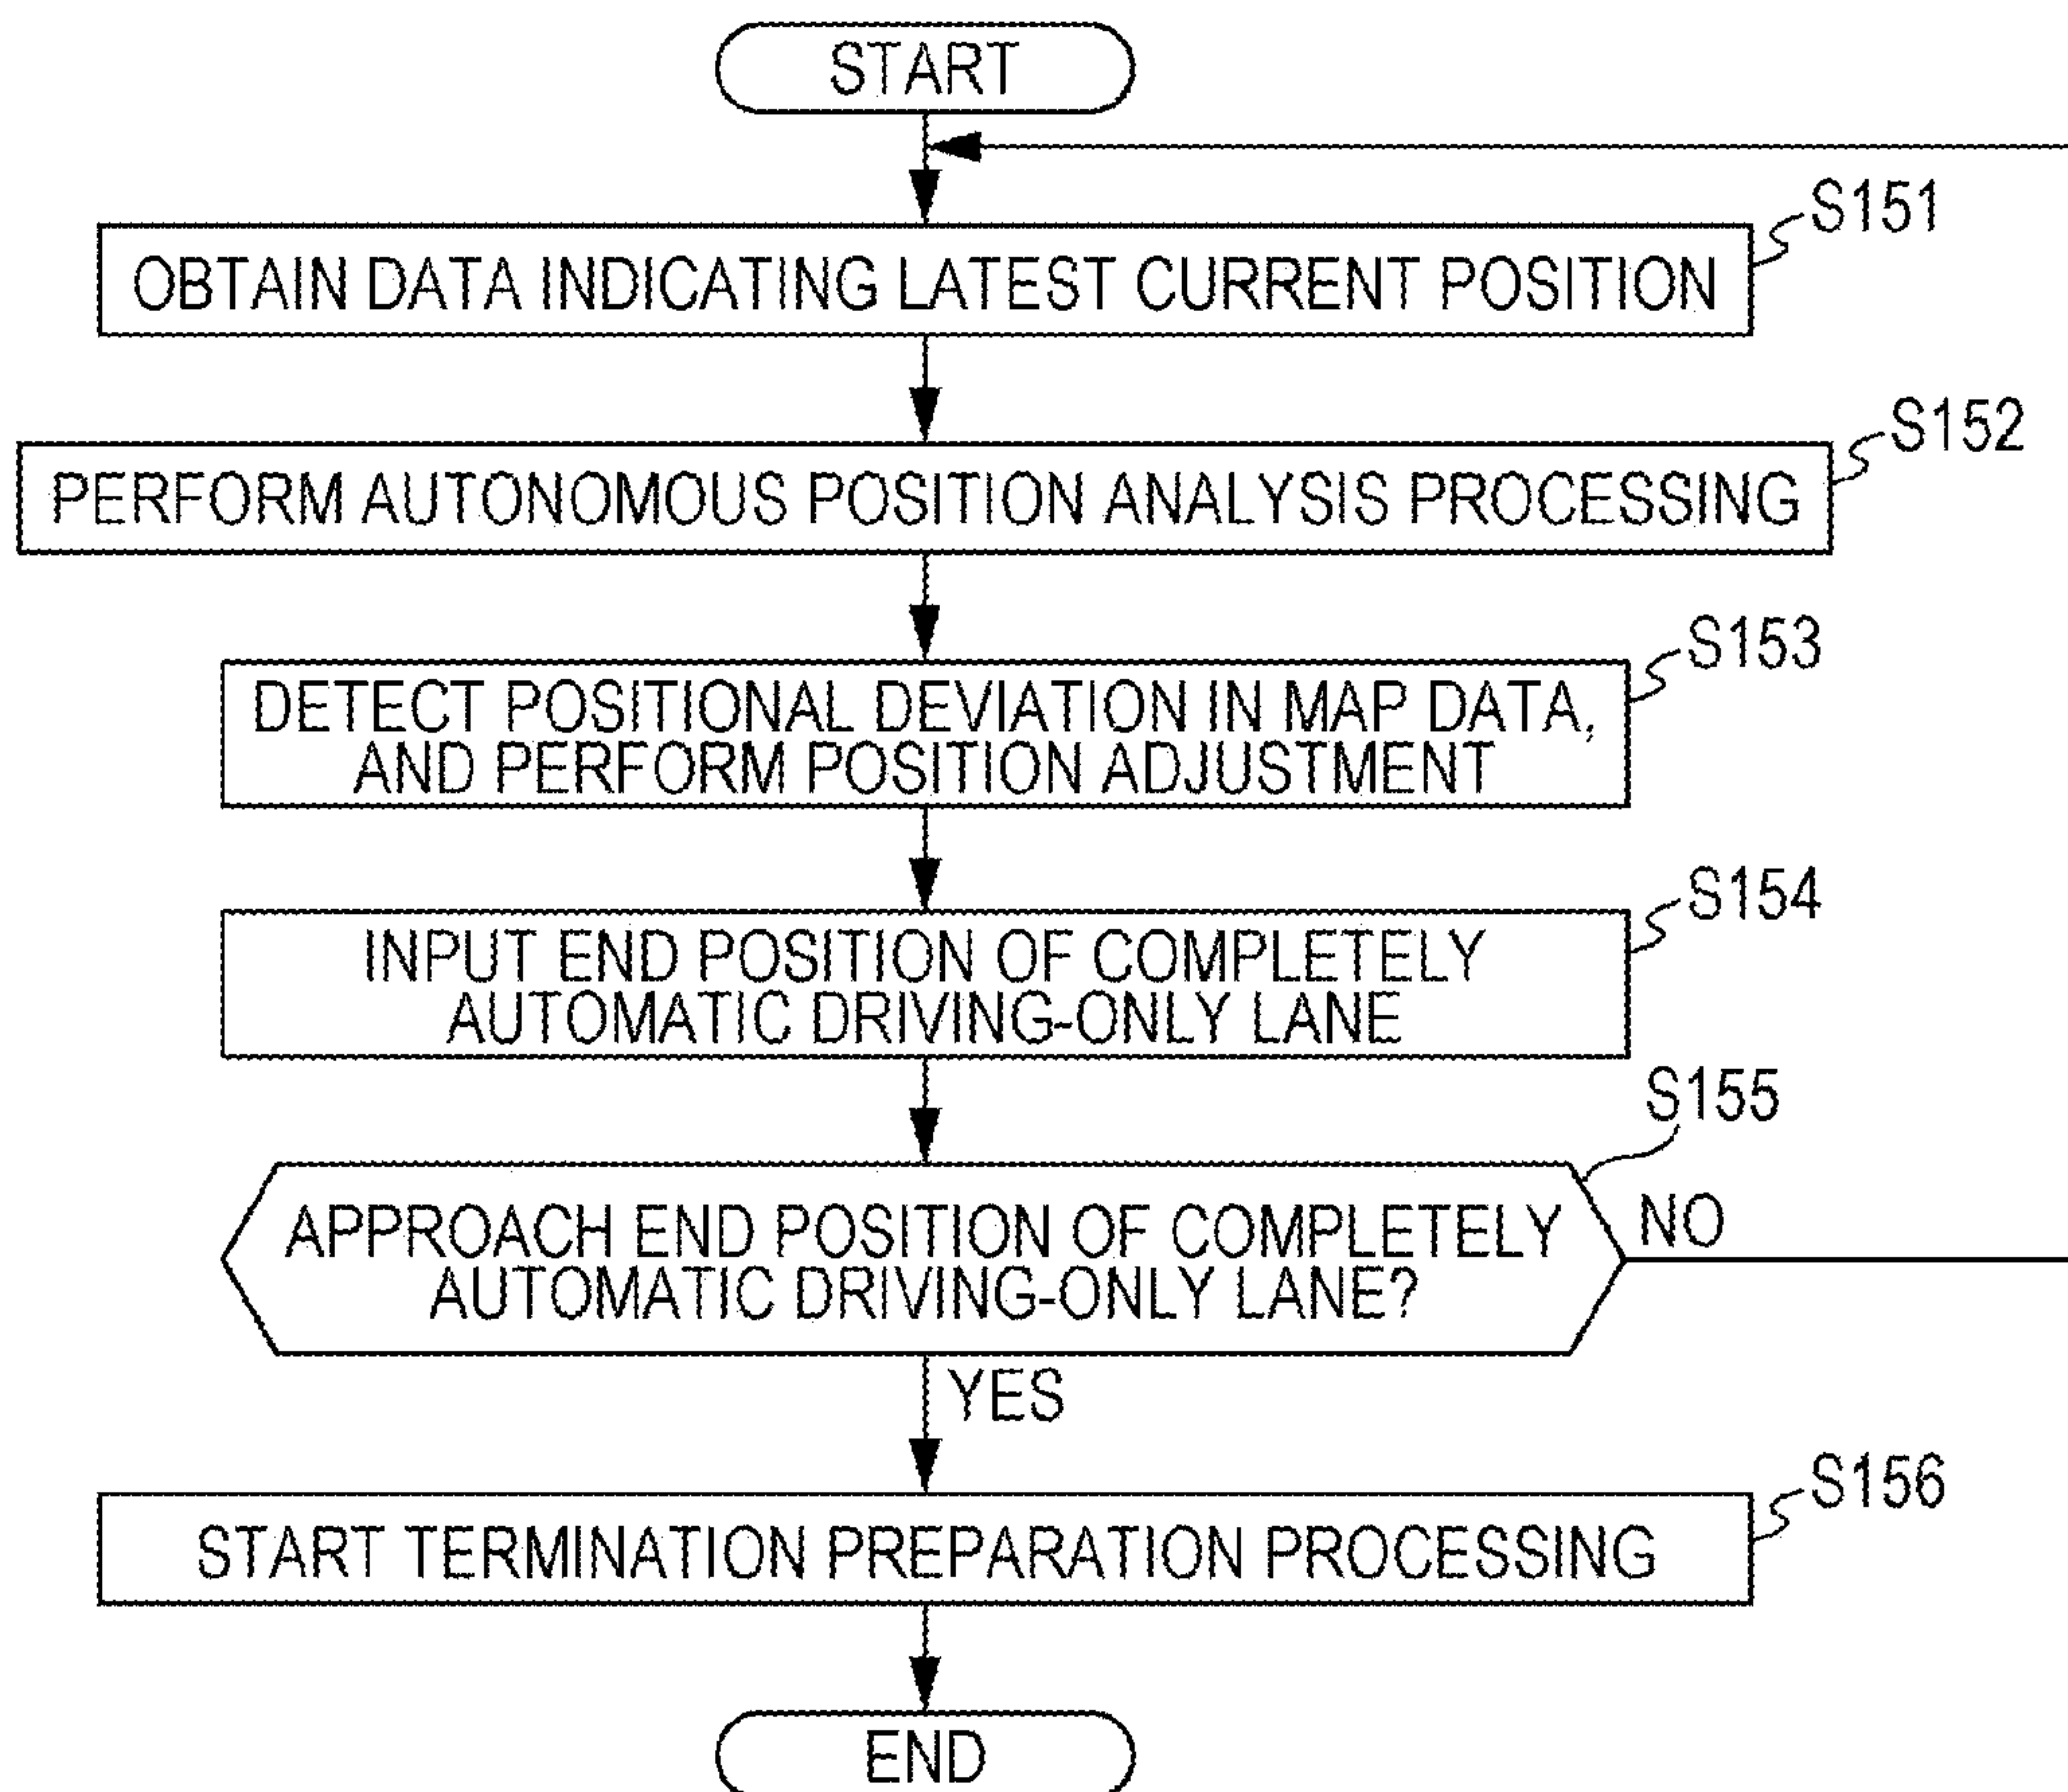 START
S151
OBTAIN DATA INDICATING LATEST CURRENT POSITION
S152
PERFORM AUTONOMOUS POSITION ANALYSIS PROCESSING
S153
DETECT POSITIONAL DEVIATION IN MAP DATA,
AND PERFORM POSITION ADJUSTMENT
S154
INPUT END POSITION OF COMPLETELY
AUTOMATIC DRIVING-ONLY LANE
S155
APPROACH END POSITION OF COMPLETELY
AUTOMATIC DRIVING-ONLY LANE?
NO
YES
S156
START TERMINATION PREPARATION PROCESSING
END